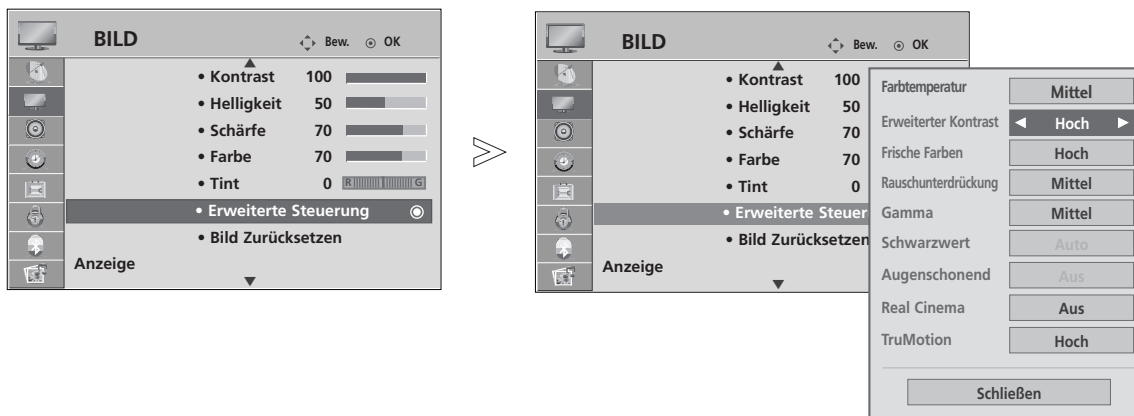 BILD
Bew.
OK
• Kontrast 100
• Helligkeit 50
• Schärfe 70
• Farbe 70
• Tint 0 R G
• Erweiterte Steuerung
• Bild Zurücksetzen
Anzeige
BILD
Bew.
OK
• Kontrast 100
• Helligkeit 50
• Schärfe 70
• Farbe 70
• Tint 0
• Erweiterte Steuer
• Bild Zurücksetzen
Anzeige
Farbtemperatur Mittel
Erweiterter Kontrast Hoch
Frische Farben Hoch
Rauschunterdrückung Mittel
Gamma Mittel
Schwarzwert Auto
Augenschonend Aus
Real Cinema Aus
TruMotion Hoch
Schließen